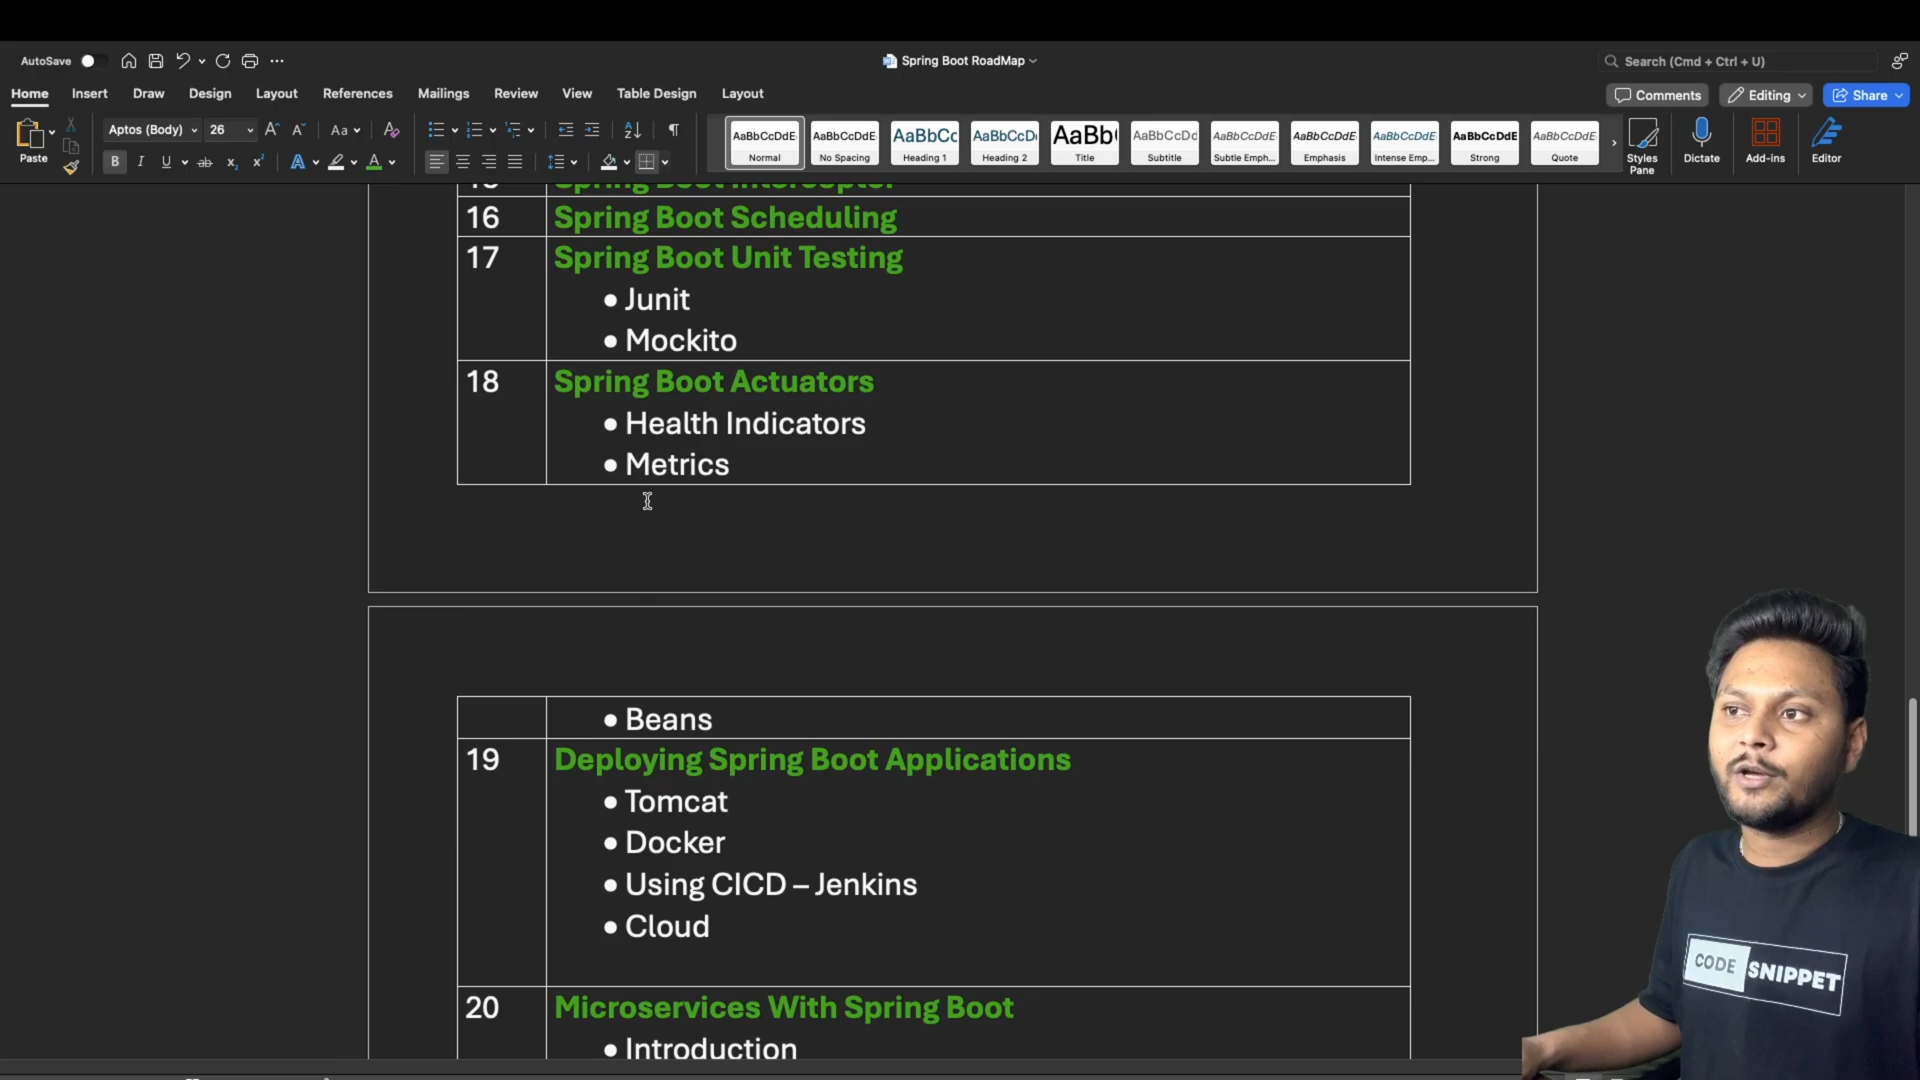 AutoSave
Spring Boot RoadMap
Search (Cmd + Ctrl + U)
Home Insert Draw Design Layout References Mailings Review View Table Design Layout
Comments Editing Share
Paste
Aptos (Body) 26
Aa
AaBbCcDdE AaBbCcDdE AaBbCc AaBbCcD AaBb( AaBbCcDd AaBbCcDdE AaBbCcDdE AaBbCcDdE AaBbCcDdE AaBbCcDdE
Normal No Spacing Heading 1 Heading 2 Title Subtitle Subtle Emph... Emphasis Intense Emp... Strong Quote
Styles Pane
Dictate
Add-ins
Editor
Spring Boot Interceptor
16 Spring Boot Scheduling
17 Spring Boot Unit Testing
• Junit
• Mockito
18 Spring Boot Actuators
• Health Indicators
• Metrics
• Beans
19 Deploying Spring Boot Applications
• Tomcat
• Docker
• Using CICD – Jenkins
• Cloud
20 Microservices With Spring Boot
• Introduction
CODE SNIPPET